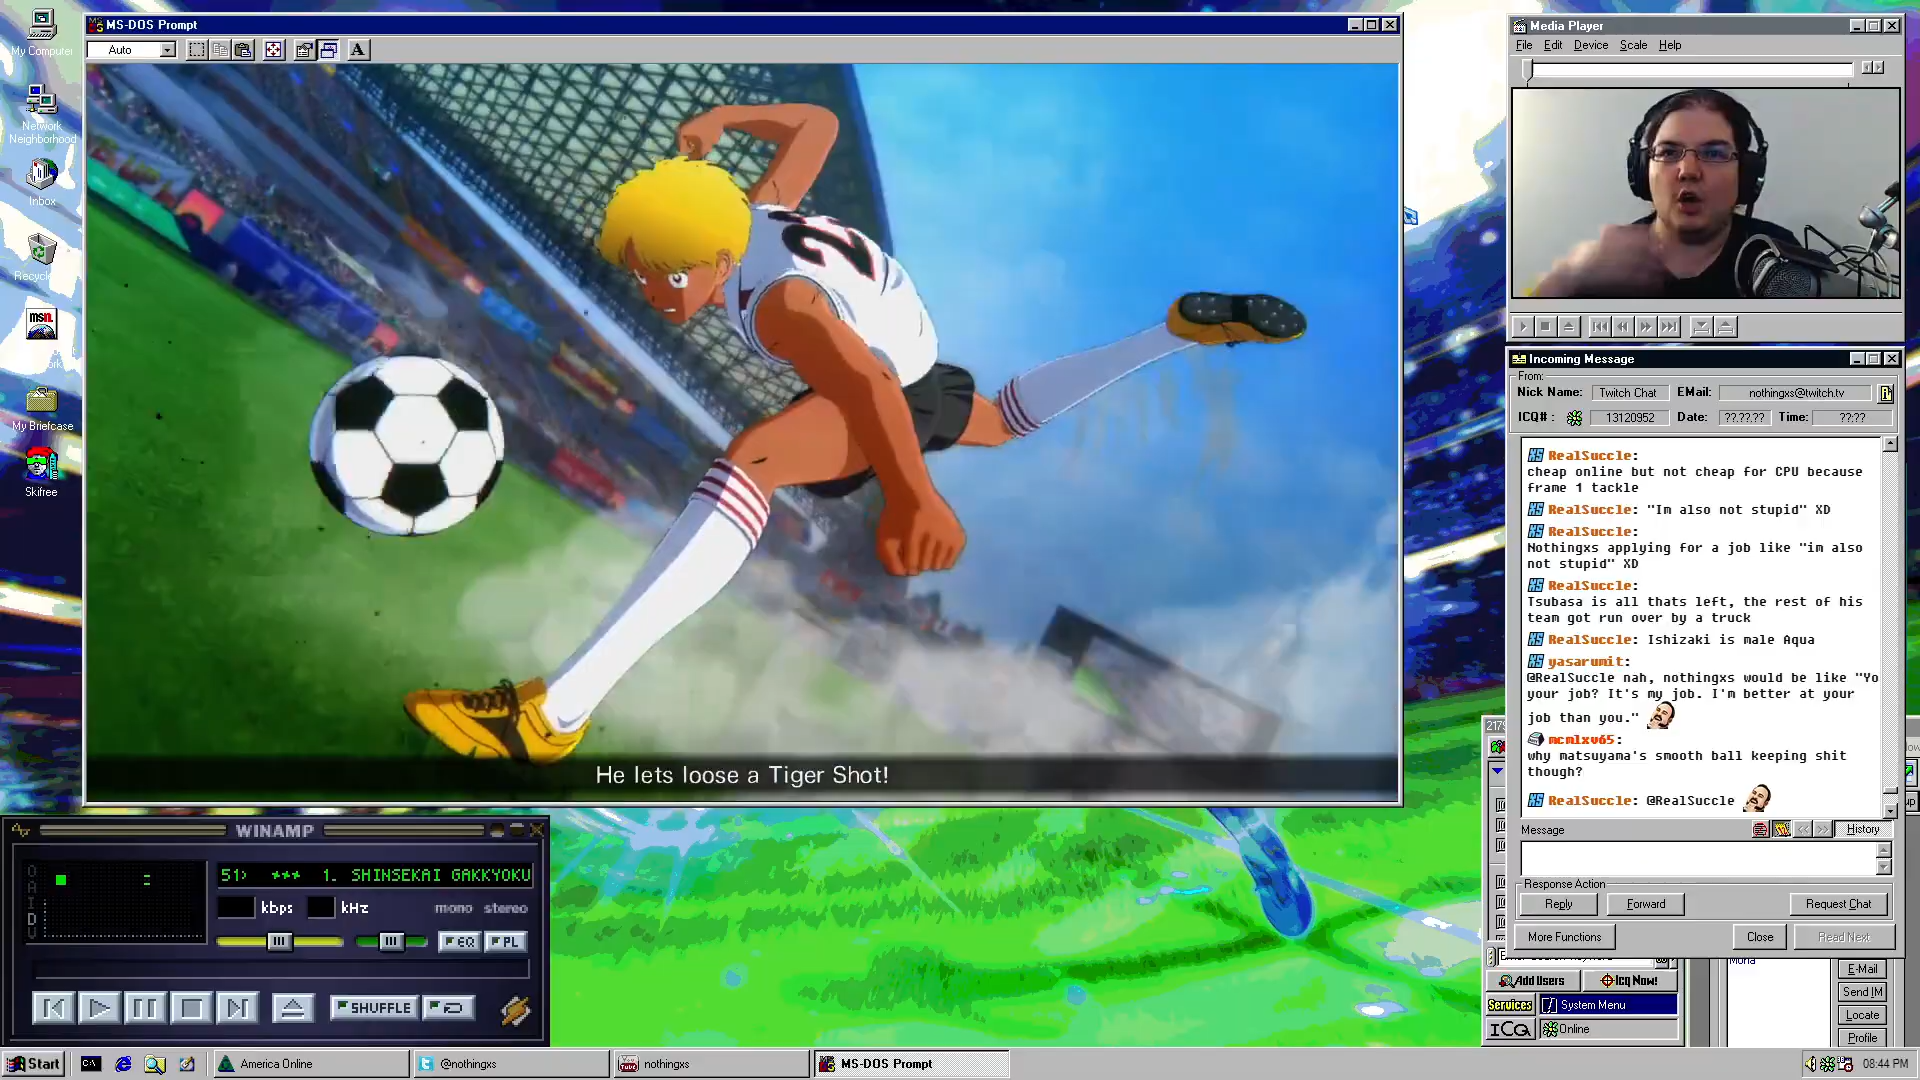 My Computer
Network
Neighborhood
Inbox
msn.
My Briefcase
Skifree
MS-DOS Prompt
Auto
A
2
He lets loose a Tiger Shot!
Media Player
File Edit Device Scale Help
Incoming Message
From:
Nick Name: Twitch Chat EMail: nothingxs@twitch.tv
ICQ# : 13120952 Date: ??.??.?? Time: ??:??
RealSuccle:
cheap online but not cheap for CPU because
frame 1 tackle
RealSuccle: "Im also not stupid" XD
RealSuccle:
Nothingxs applying for a job like "im also
not stupid" XD
RealSuccle:
Tsubasa is all thats left, the rest of his
team got run over by a truck
RealSuccle: Ishizaki is male Aqua
yasarumit:
@RealSuccle nah, nothingxs would be like "Yo
your job? It's my job. I'm better at your
job than you."
mcmlxv65:
why matsuyama's smooth ball keeping shit
though?
RealSuccle: @RealSuccle
Message
History
Response Action
Reply Forward Request Chat
More Functions Close Read Next
Add Users Icq Now!
Services System Menu
ICQ Online
E-Mail
Send IM
Locate
Profile
WINAMP
O
A
I
D
V
51> *** 1. SHINSEKAI GAKKYOKU
kbps kHz mono stereo
EQ PL
SHUFFLE
Start America Online @nothingxs nothingxs MS-DOS Prompt 08:44 PM